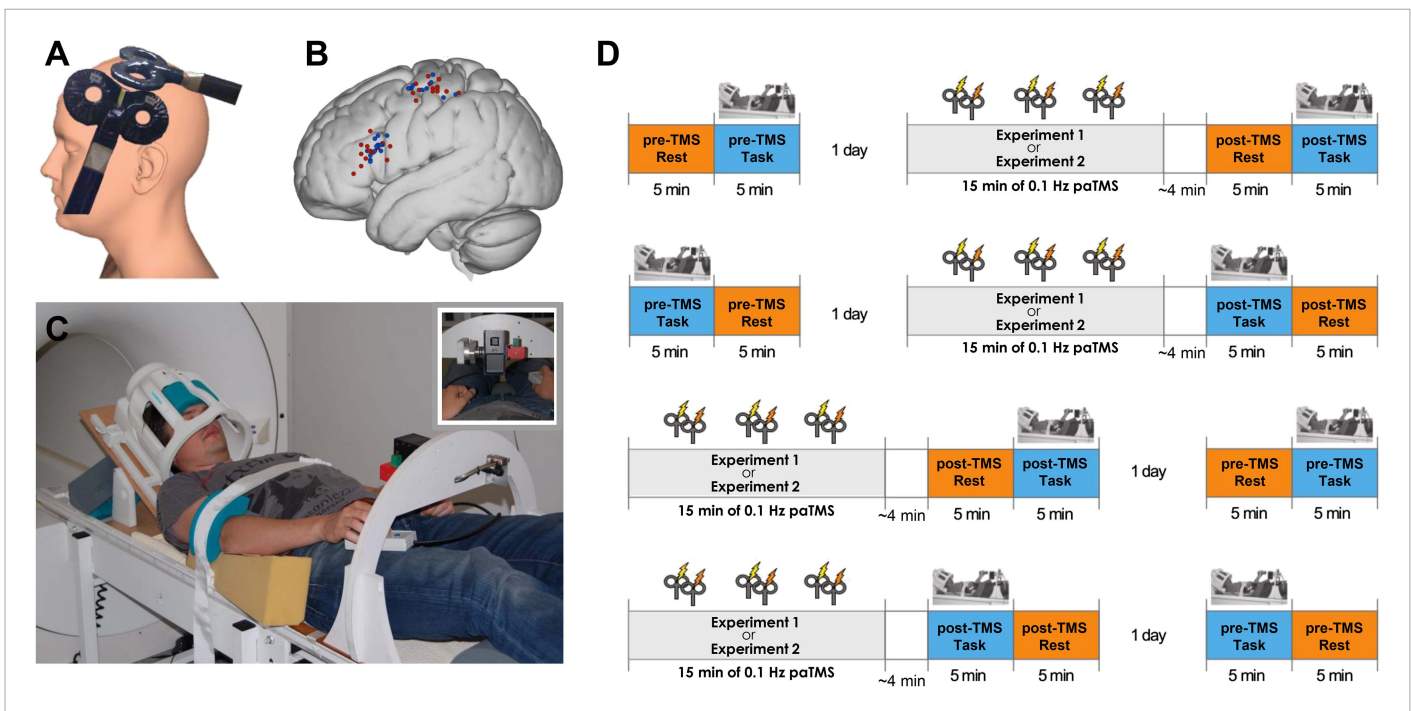 A
B
C
D
pre-TMS
Rest
pre-TMS
Task
5 min
5 min
1 day
Experiment 1
or
Experiment 2
15 min of 0.1 Hz paTMS
~4 min
post-TMS
Rest
post-TMS
Task
5 min
5 min
pre-TMS
Task
pre-TMS
Rest
5 min
5 min
1 day
Experiment 1
or
Experiment 2
15 min of 0.1 Hz paTMS
~4 min
post-TMS
Task
post-TMS
Rest
5 min
5 min
Experiment 1
or
Experiment 2
15 min of 0.1 Hz paTMS
~4 min
post-TMS
Rest
post-TMS
Task
5 min
5 min
1 day
pre-TMS
Rest
pre-TMS
Task
5 min
5 min
Experiment 1
or
Experiment 2
15 min of 0.1 Hz paTMS
~4 min
post-TMS
Task
post-TMS
Rest
5 min
5 min
1 day
pre-TMS
Task
pre-TMS
Rest
5 min
5 min